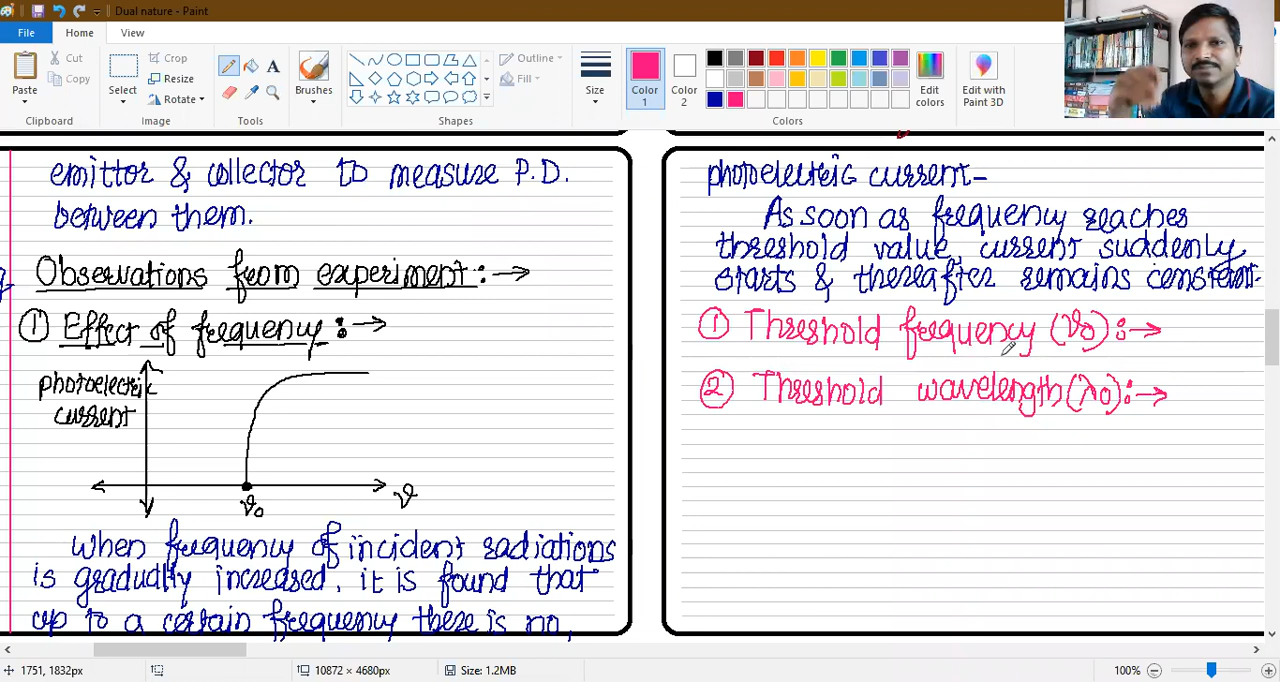 Dual nature - Paint
File
Home
View
Paste
Cut
Copy
Clipboard
Select
Crop
Resize
Rotate
Image
Tools
Brushes
Shapes
Outline
Fill
Size
Color 1
Color 2
Colors
Edit colors
Edit with Paint 3D
emittor & collector to measure P.D.
between them.
Observations from experiment:→
① Effect of frequency:→
photoelectric
current
ν₀
ν
When frequency of incident radiations
is gradually increased, it is found that
up to a certain frequency there is no,
photoelectric current-
As soon as frequency reaches
threshold value, current suddenly
starts & thereafter remains constant.
① Threshold frequency (ν₀):→
② Threshold wavelength (λ₀):→
1751, 1832px
10872 × 4680px
Size: 1.2MB
100%